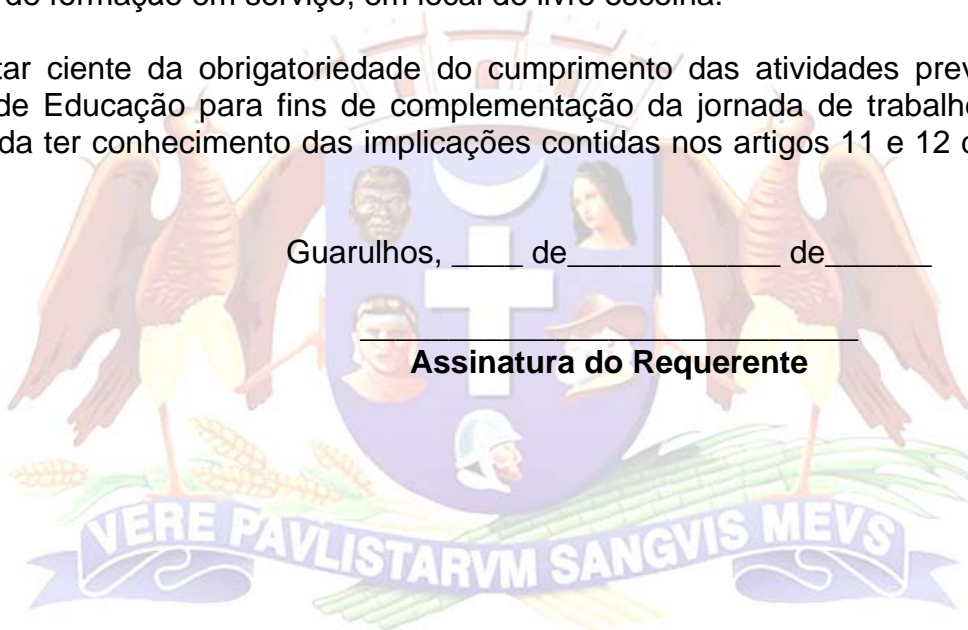 de formação em serviço, em local de livre escolha.
tar ciente da obrigatoriedade do cumprimento das atividades prev
de Educação para fins de complementação da jornada de trabalho
da ter conhecimento das implicações contidas nos artigos 11 e 12
Guarulhos, ____ de____________ de______
____________________________
Assinatura do Requerente
VERE PAVLISTARVM SANGVIS MEVS